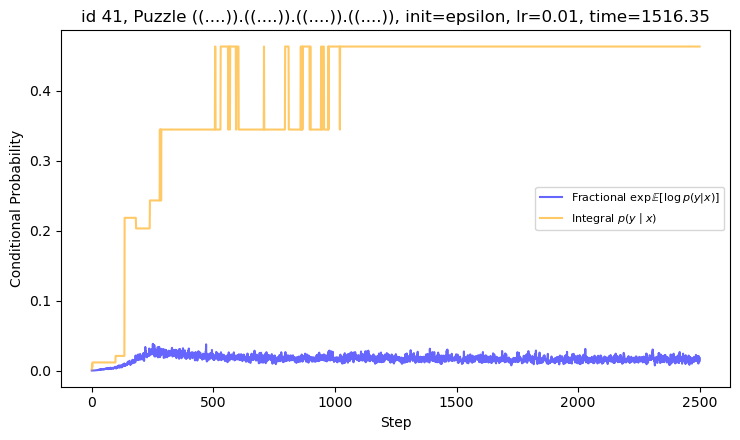 id 41, Puzzle ((....)).((....)).((....)).((....)), init=epsilon, lr=0.01, time=1516.35
Conditional Probability
0.4
0.3
0.2
0.1
0.0
Fractional exp𝔼[log p(y|x)]
Integral p(y | x)
0 500 1000 1500 2000 2500
Step